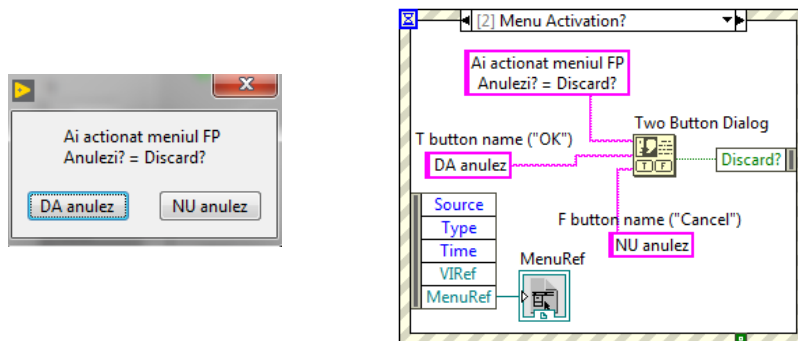 Ai actionat meniul FP
Anulezi? = Discard?
DA anulez
NU anulez
[2] Menu Activation?
Ai actionat meniul FP
Anulezi? = Discard?
Two Button Dialog
T button name ("OK")
DA anulez
T F
Discard?
Source
Type
Time
VIRef
MenuRef
F button name ("Cancel")
NU anulez
MenuRef